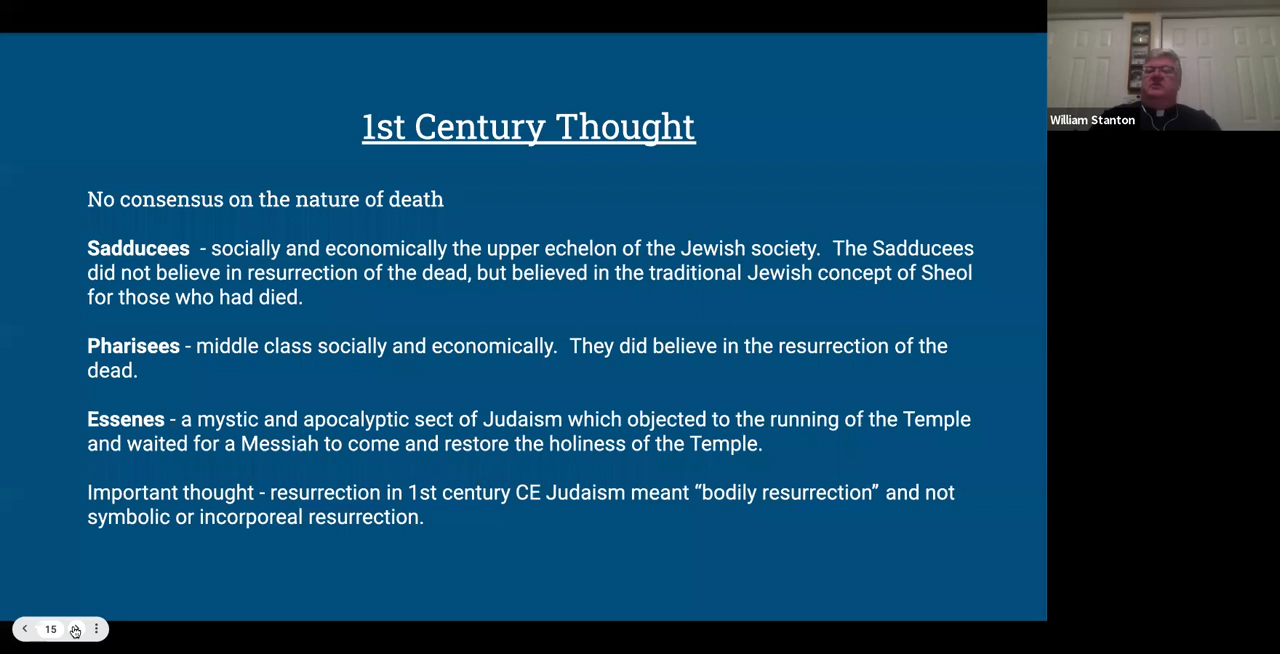 1st Century Thought
No consensus on the nature of death
Sadducees - socially and economically the upper echelon of the Jewish society. The Sadducees
did not believe in resurrection of the dead, but believed in the traditional Jewish concept of Sheol
for those who had died.
Pharisees - middle class socially and economically. They did believe in the resurrection of the
dead.
Essenes - a mystic and apocalyptic sect of Judaism which objected to the running of the Temple
and waited for a Messiah to come and restore the holiness of the Temple.
Important thought - resurrection in 1st century CE Judaism meant “bodily resurrection” and not
symbolic or incorporeal resurrection.
William Stanton
15